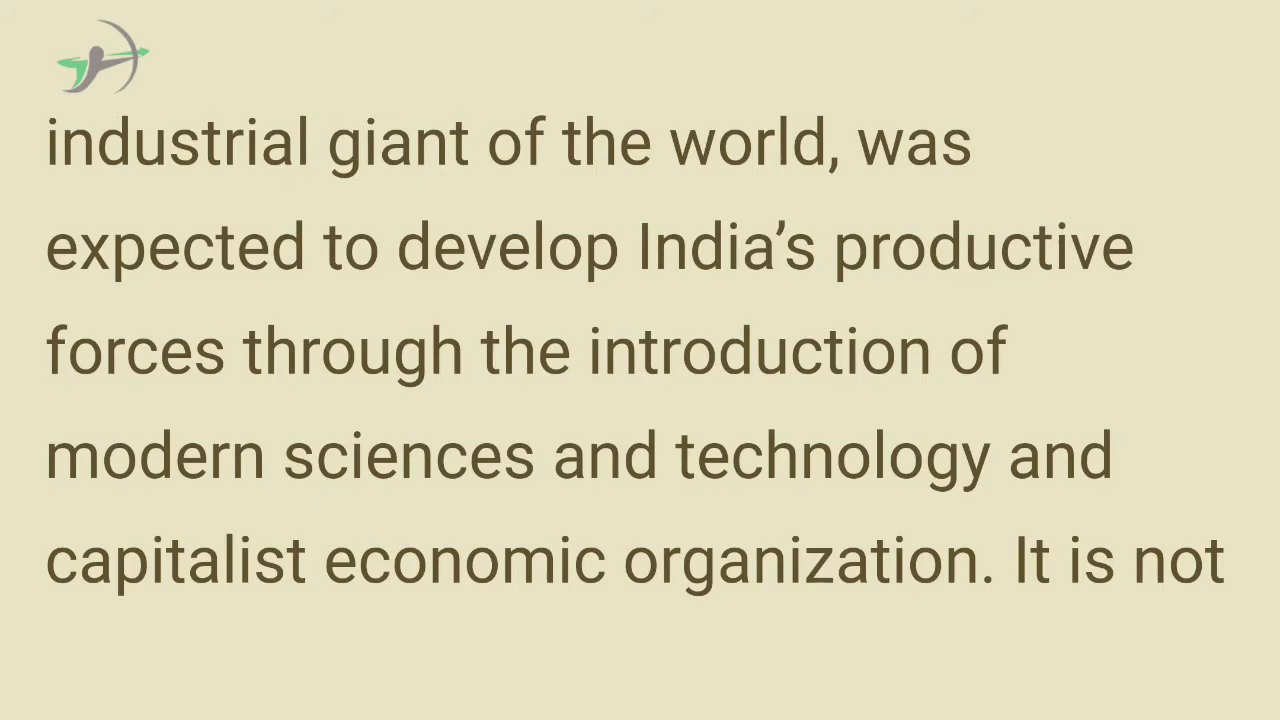 industrial giant of the world, was
expected to develop India’s productive
forces through the introduction of
modern sciences and technology and
capitalist economic organization. It is not